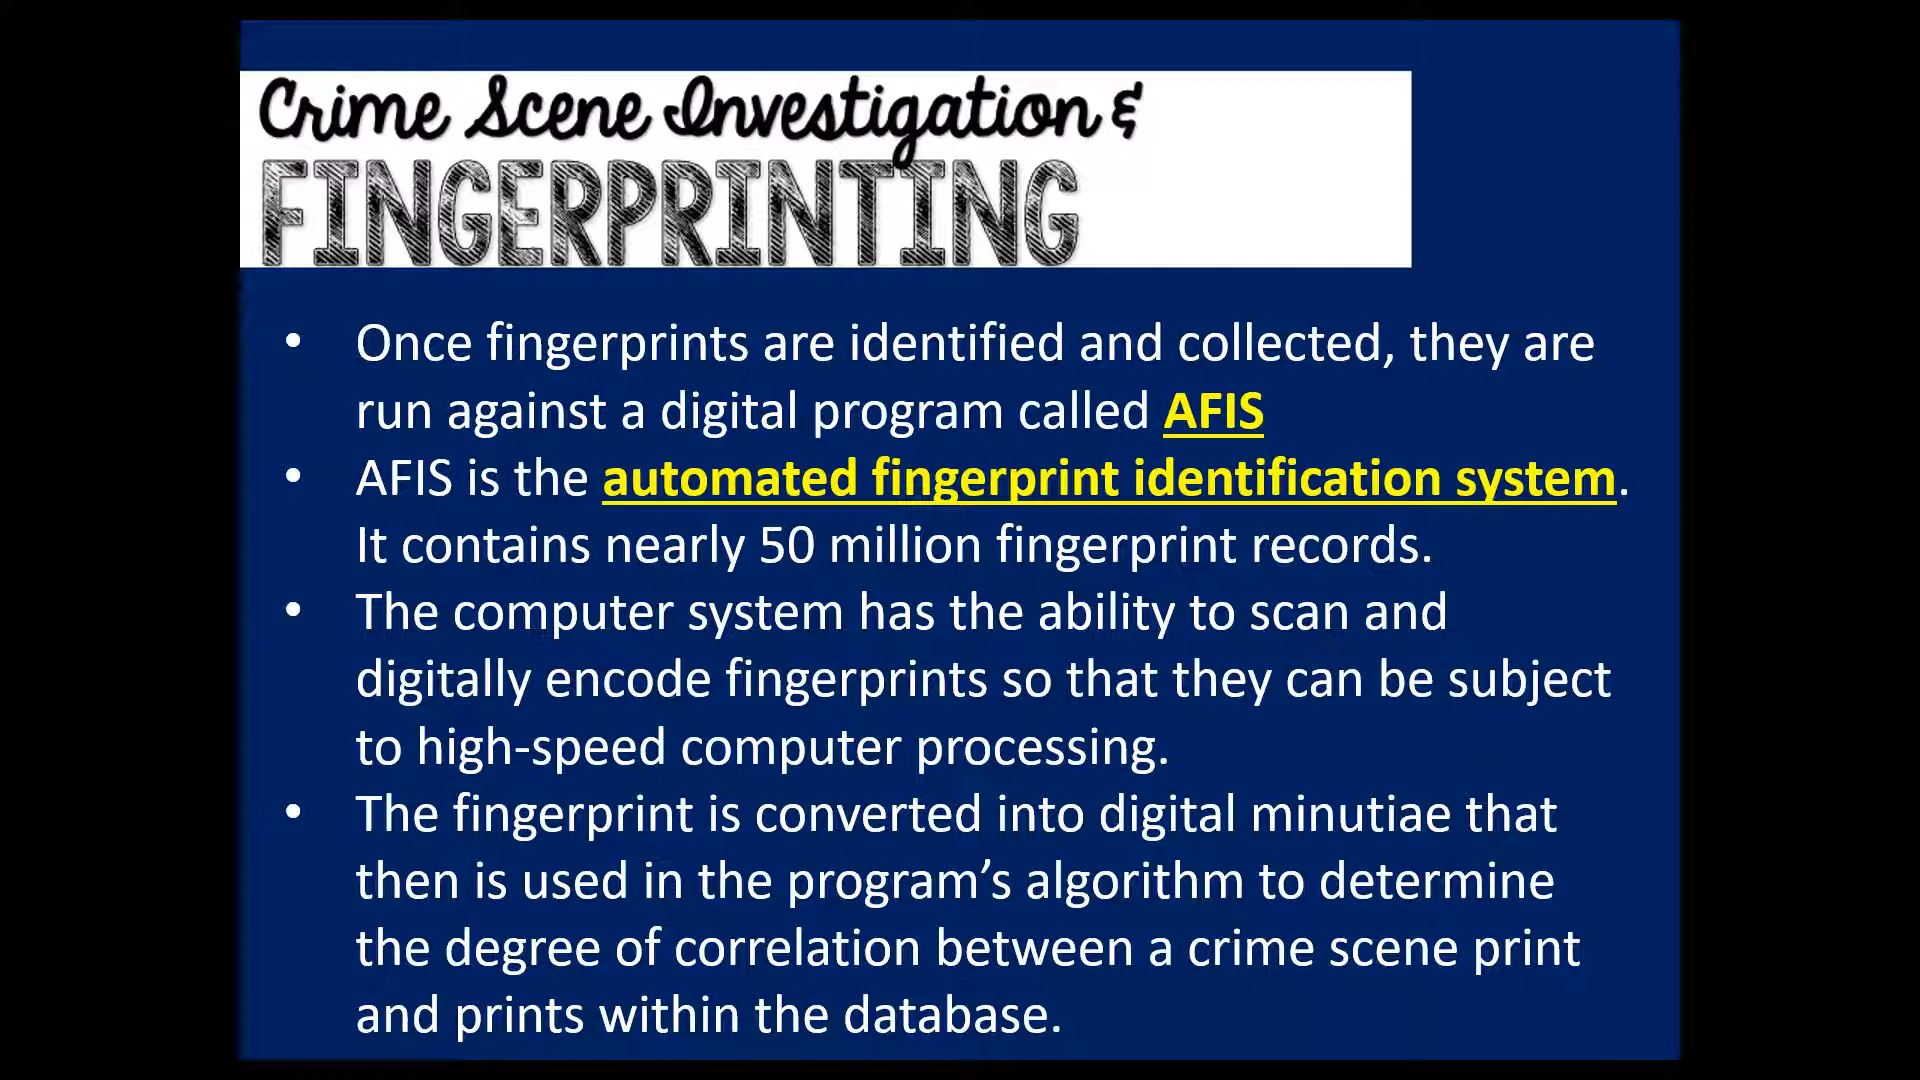 Crime Scene Investigation &
FINGERPRINTING
• Once fingerprints are identified and collected, they are
run against a digital program called AFIS
• AFIS is the automated fingerprint identification system.
It contains nearly 50 million fingerprint records.
• The computer system has the ability to scan and
digitally encode fingerprints so that they can be subject
to high-speed computer processing.
• The fingerprint is converted into digital minutiae that
then is used in the program’s algorithm to determine
the degree of correlation between a crime scene print
and prints within the database.